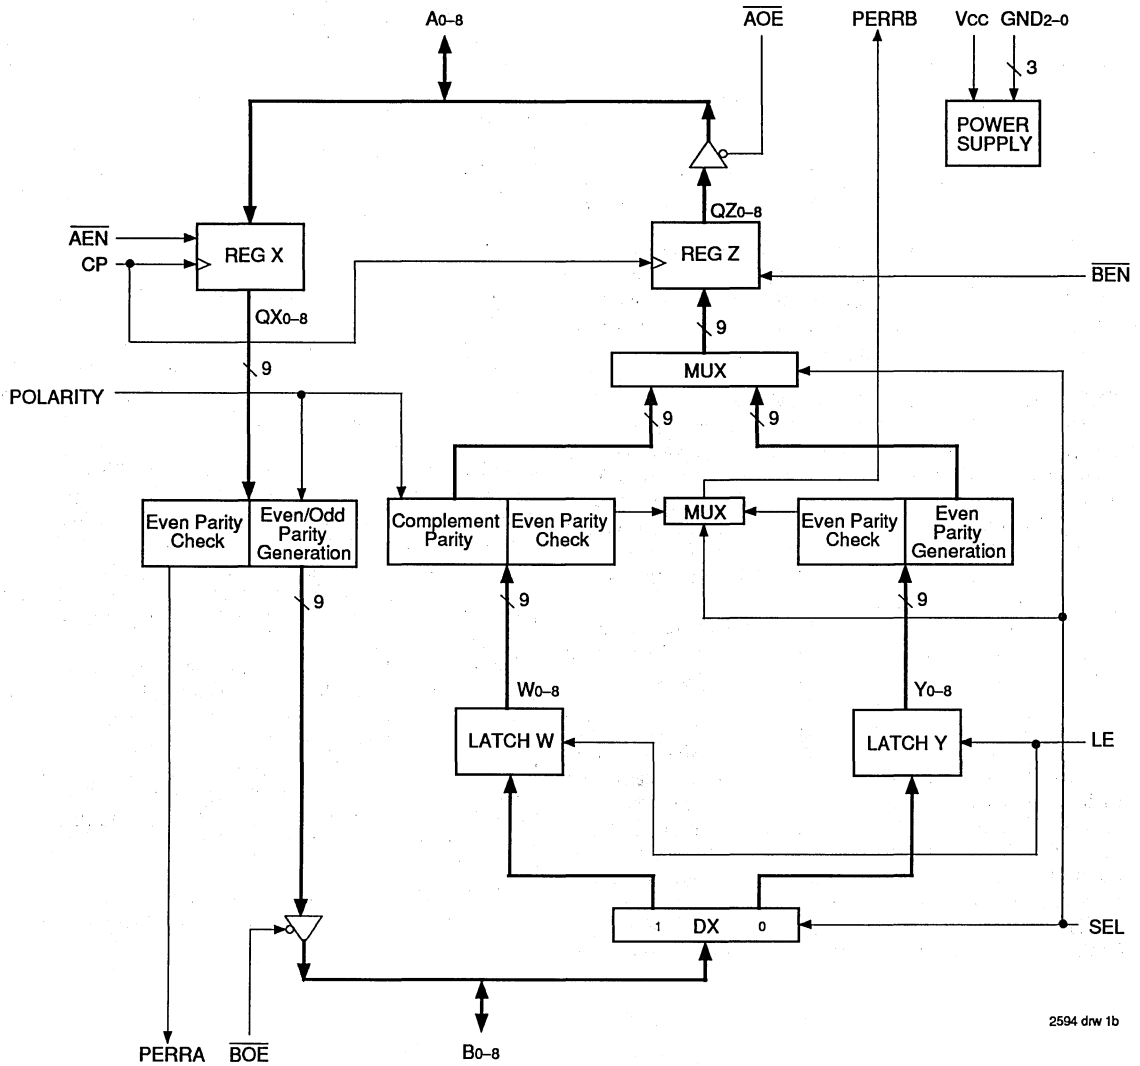 A0–8
AOE
PERRB
VCC
GND2–0
3
POWER
SUPPLY
QZ0–8
AEN
CP
REG X
REG Z
BEN
QX0–8
9
9
MUX
POLARITY
9
9
Even Parity
Check
Even/Odd
Parity
Generation
Complement
Parity
Even Parity
Check
MUX
Even Parity
Check
Even
Parity
Generation
9
9
9
W0–8
Y0–8
LATCH W
LATCH Y
LE
1 DX 0
SEL
2594 drw 1b
PERRA
BOE
B0–8